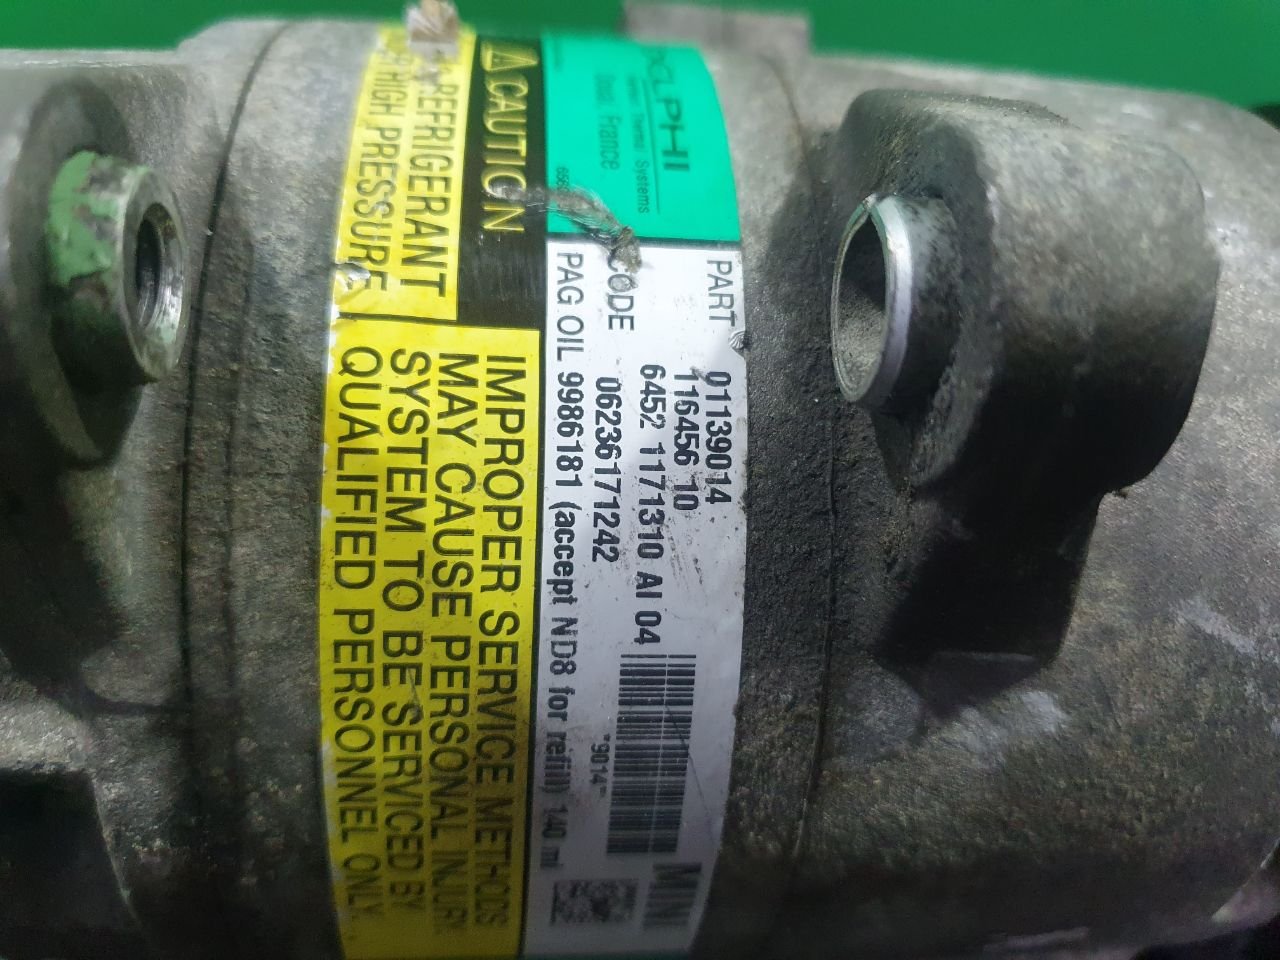 DELPHI
Thermal Systems
France
PART 01139014
11645610
6452 1171310 AI 04
CODE 06236171242
PAG OIL 9986181 (accept ND8 for refill) 140 ml
*9014*
MINI
CAUTION
REFRIGERANT
HIGH PRESSURE
IMPROPER SERVICE METHODS
MAY CAUSE PERSONAL INJURY
SYSTEM TO BE SERVICED BY
QUALIFIED PERSONNEL ONLY.